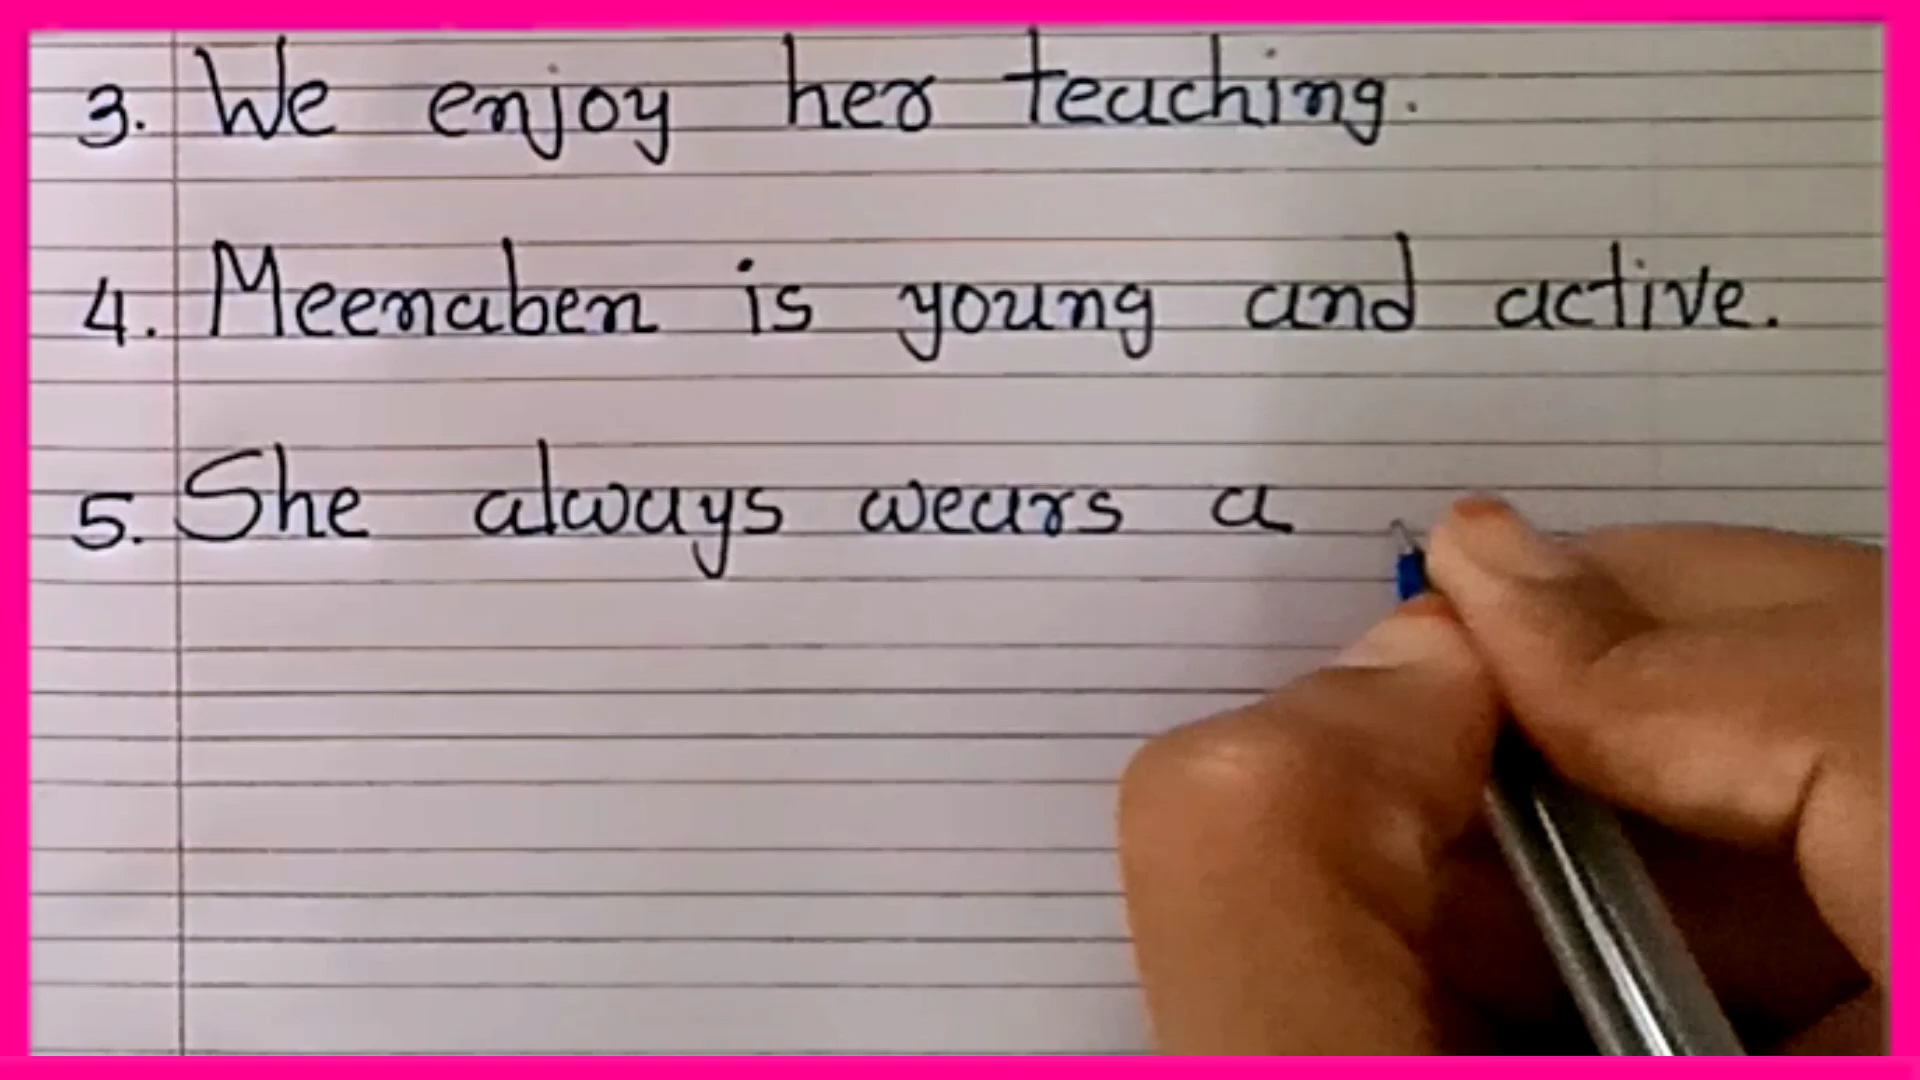 3. We enjoy her teaching.
4. Meenaben is young and active.
5. She always wears a